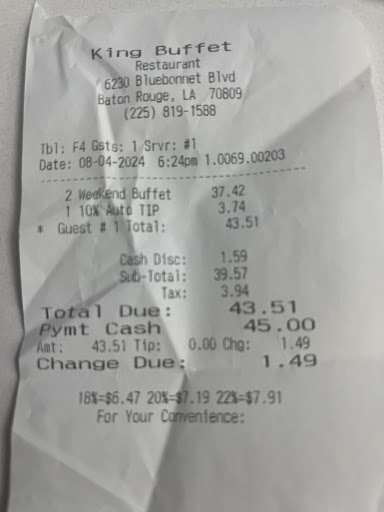 King Buffet
Restaurant
6230 Bluebonnet Blvd
Baton Rouge, LA 70809
(225) 819-1588
Tbl: F4 Gsts: 1 Srvr: #1
Date: 08-04-2024 6:24pm 1.0069.00203
2 Weekend Buffet 37.42
1 10% Auto TIP 3.74
* Guest # 1 Total: 43.51
Cash Disc: 1.59
Sub-Total: 39.57
Tax: 3.94
Total Due: 43.51
Pymt Cash 45.00
Amt: 43.51 Tip: 0.00 Chg: 1.49
Change Due: 1.49
18%=$6.47 20%=$7.19 22%=$7.91
For Your Convenience: